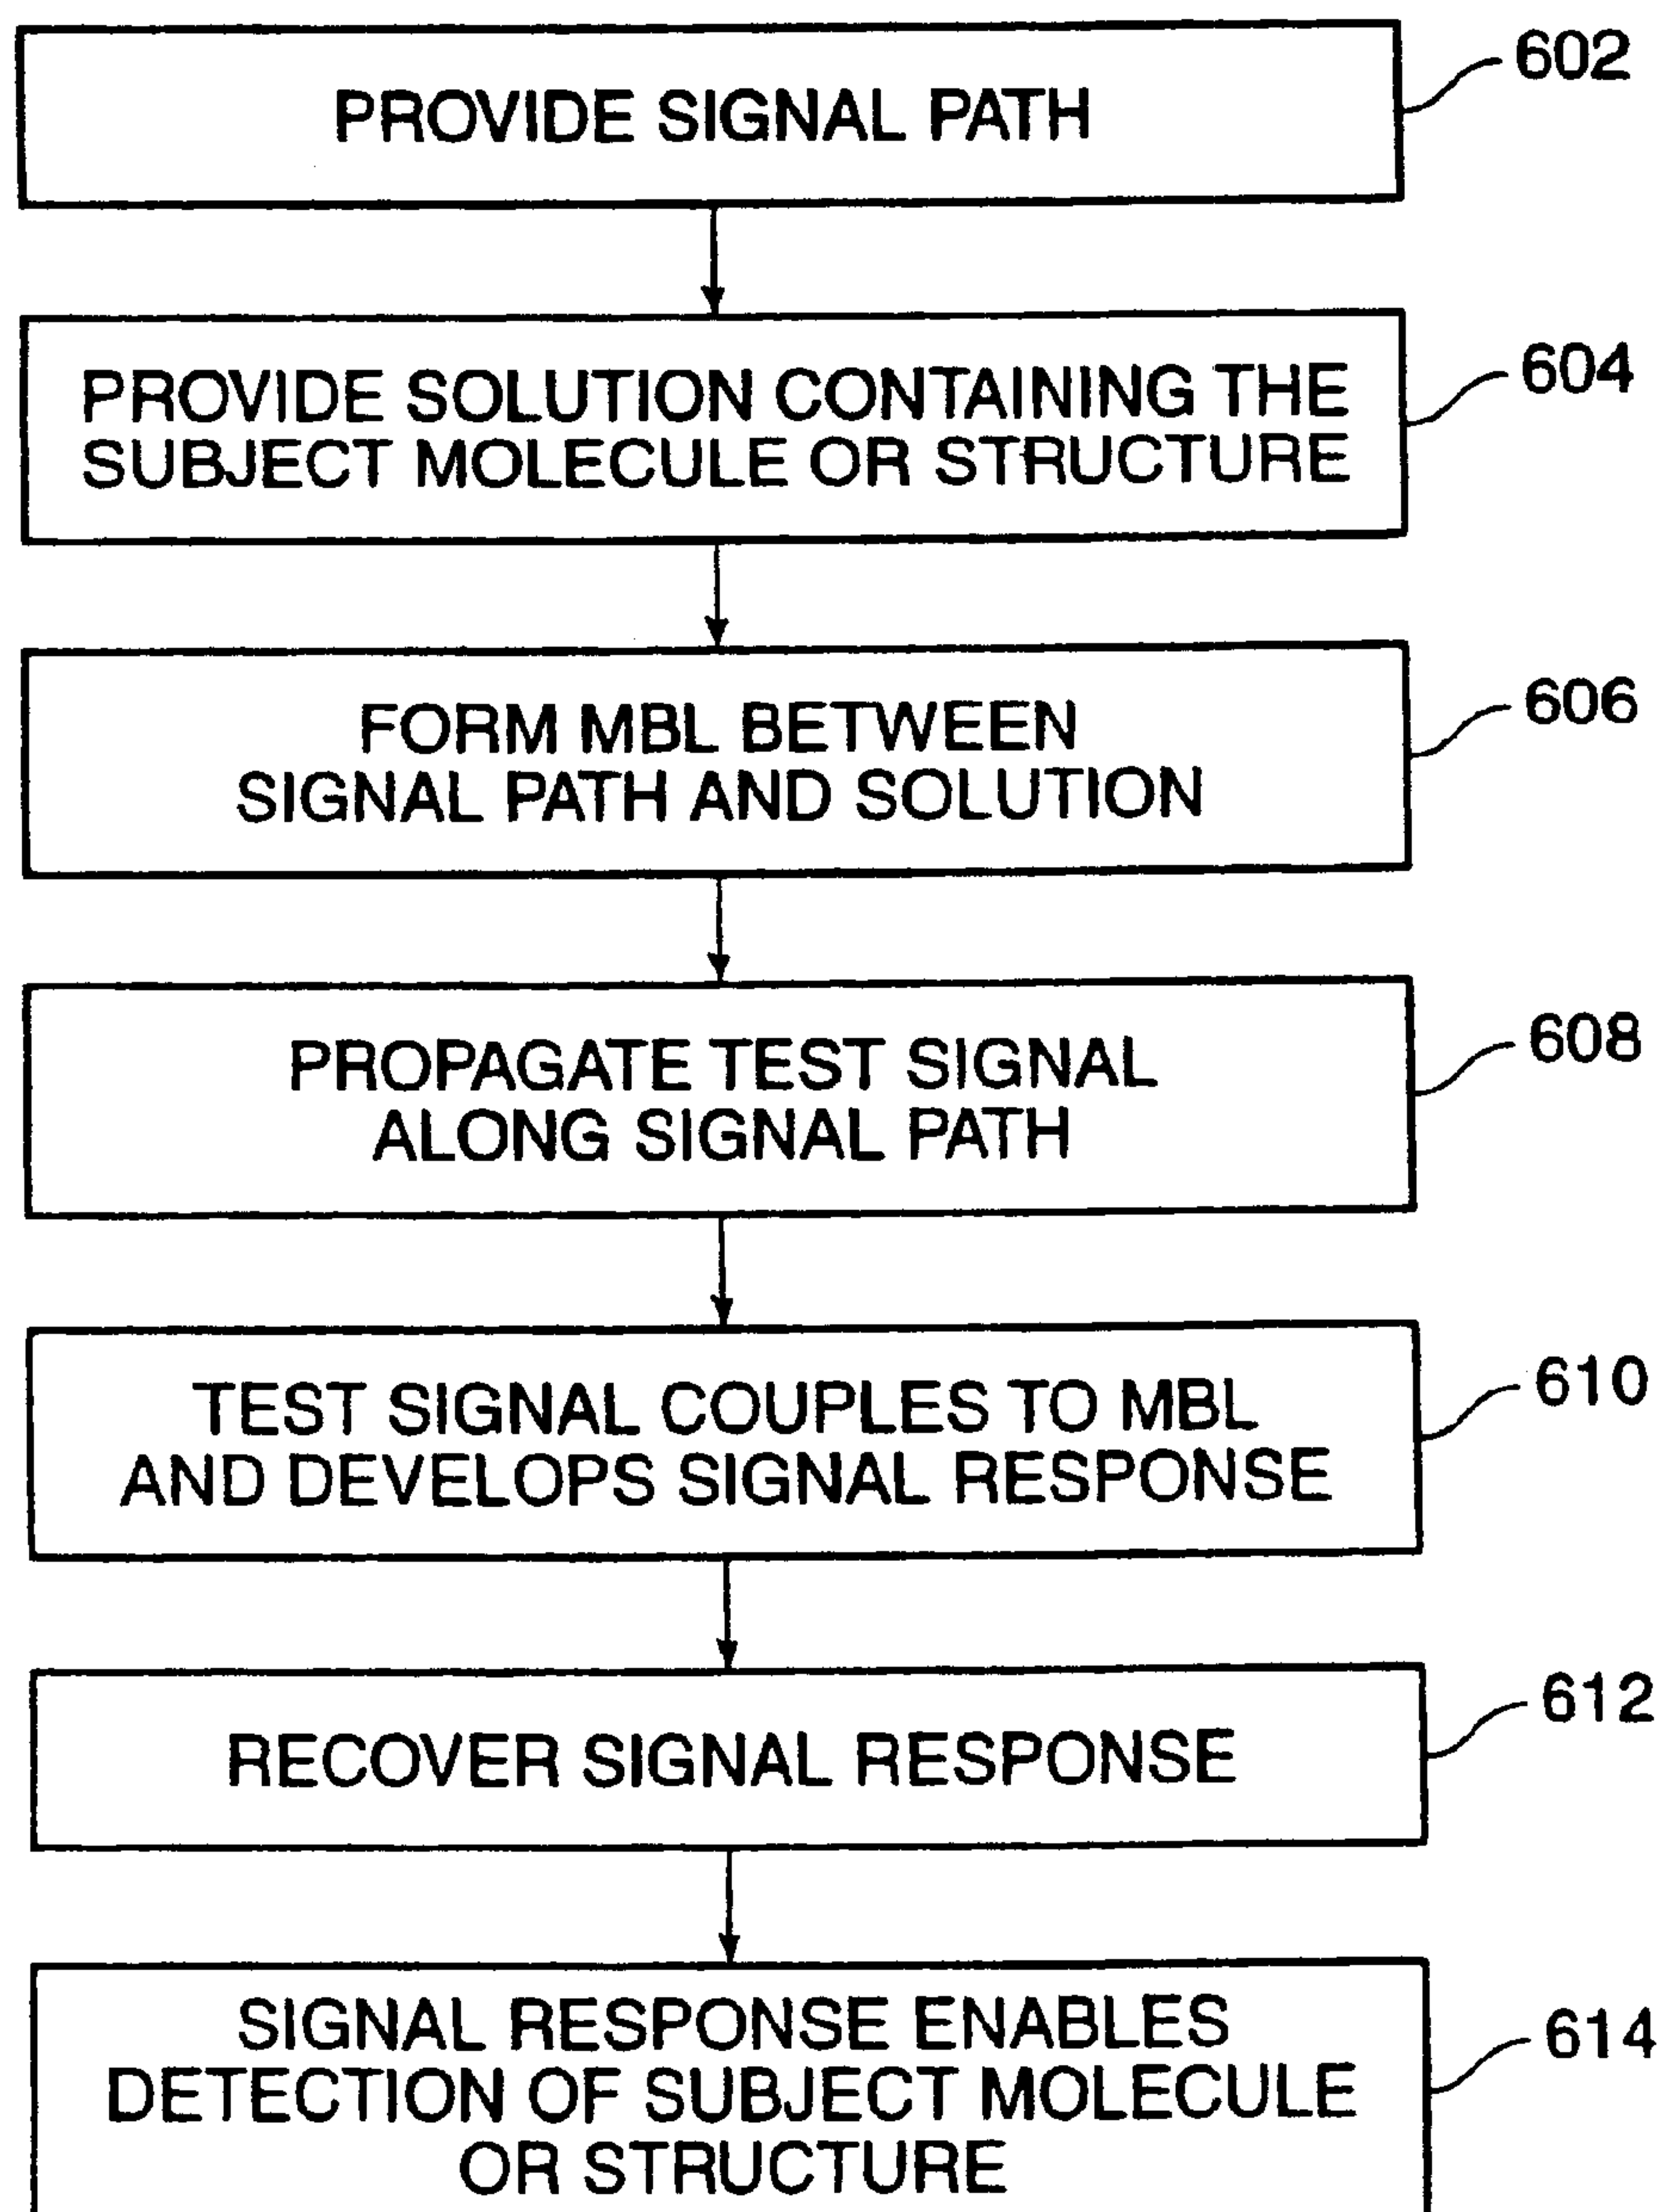 PROVIDE SIGNAL PATH
602
PROVIDE SOLUTION CONTAINING THE
SUBJECT MOLECULE OR STRUCTURE
604
FORM MBL BETWEEN
SIGNAL PATH AND SOLUTION
606
PROPAGATE TEST SIGNAL
ALONG SIGNAL PATH
608
TEST SIGNAL COUPLES TO MBL
AND DEVELOPS SIGNAL RESPONSE
610
RECOVER SIGNAL RESPONSE
612
SIGNAL RESPONSE ENABLES
DETECTION OF SUBJECT MOLECULE
OR STRUCTURE
614